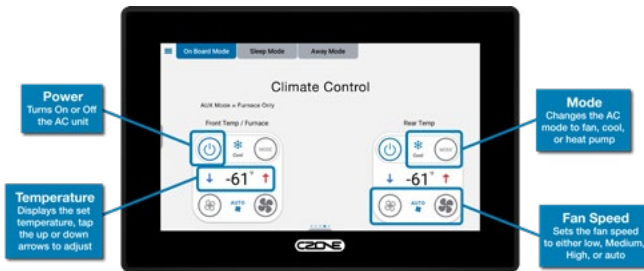 On Board Mode Sleep Mode Away Mode
Climate Control
AUX Mode = Furnace Only
Front Temp / Furnace Rear Temp
Cool MODE Cool MODE
-61° -61°
AUTO AUTO
CZONE
Power
Turns On or Off
the AC unit
Temperature
Displays the set
temperature, tap
the up or down
arrows to adjust
Mode
Changes the AC
mode to fan, cool,
or heat pump
Fan Speed
Sets the fan speed
to either low, Medium,
High, or auto